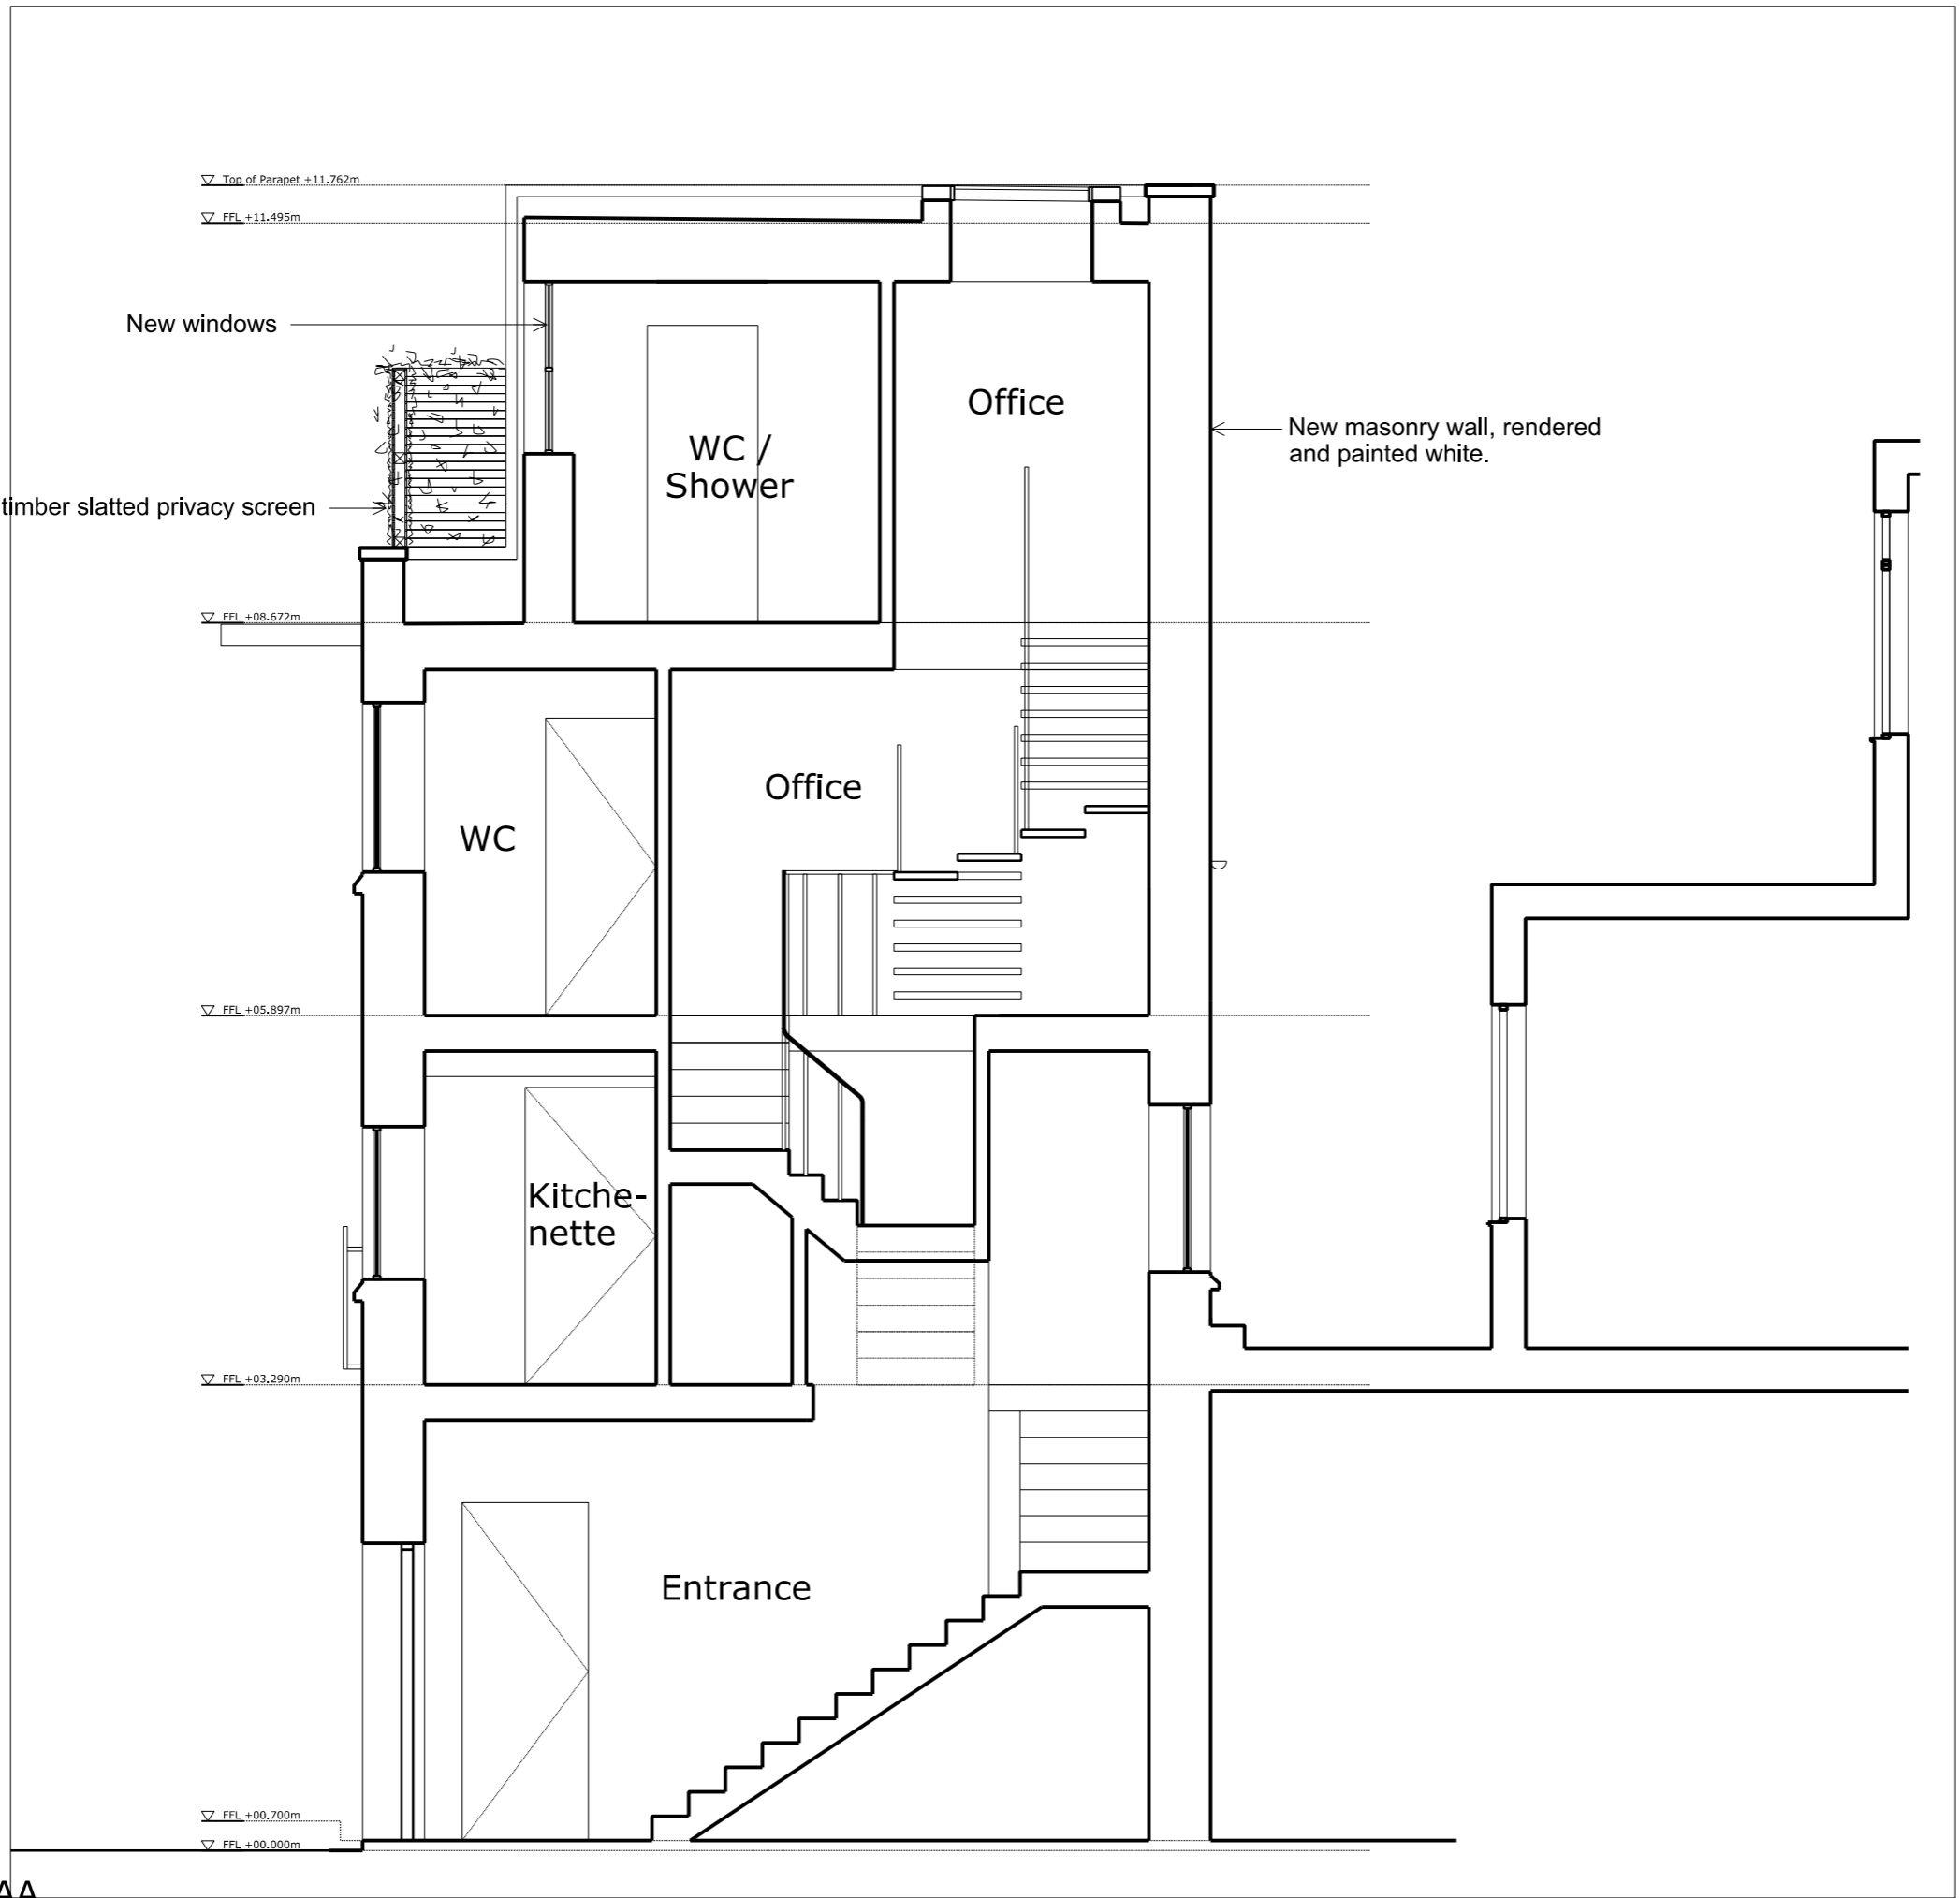 Top of Parapet +11.762m
FFL +11.495m
New windows
Office
WC /
Shower
New masonry wall, rendered
and painted white.
timber slatted privacy screen
FFL +08.672m
Office
WC
FFL +05.897m
Kitche-
nette
FFL +03.290m
Entrance
FFL +00.700m
FFL +00.000m
AA